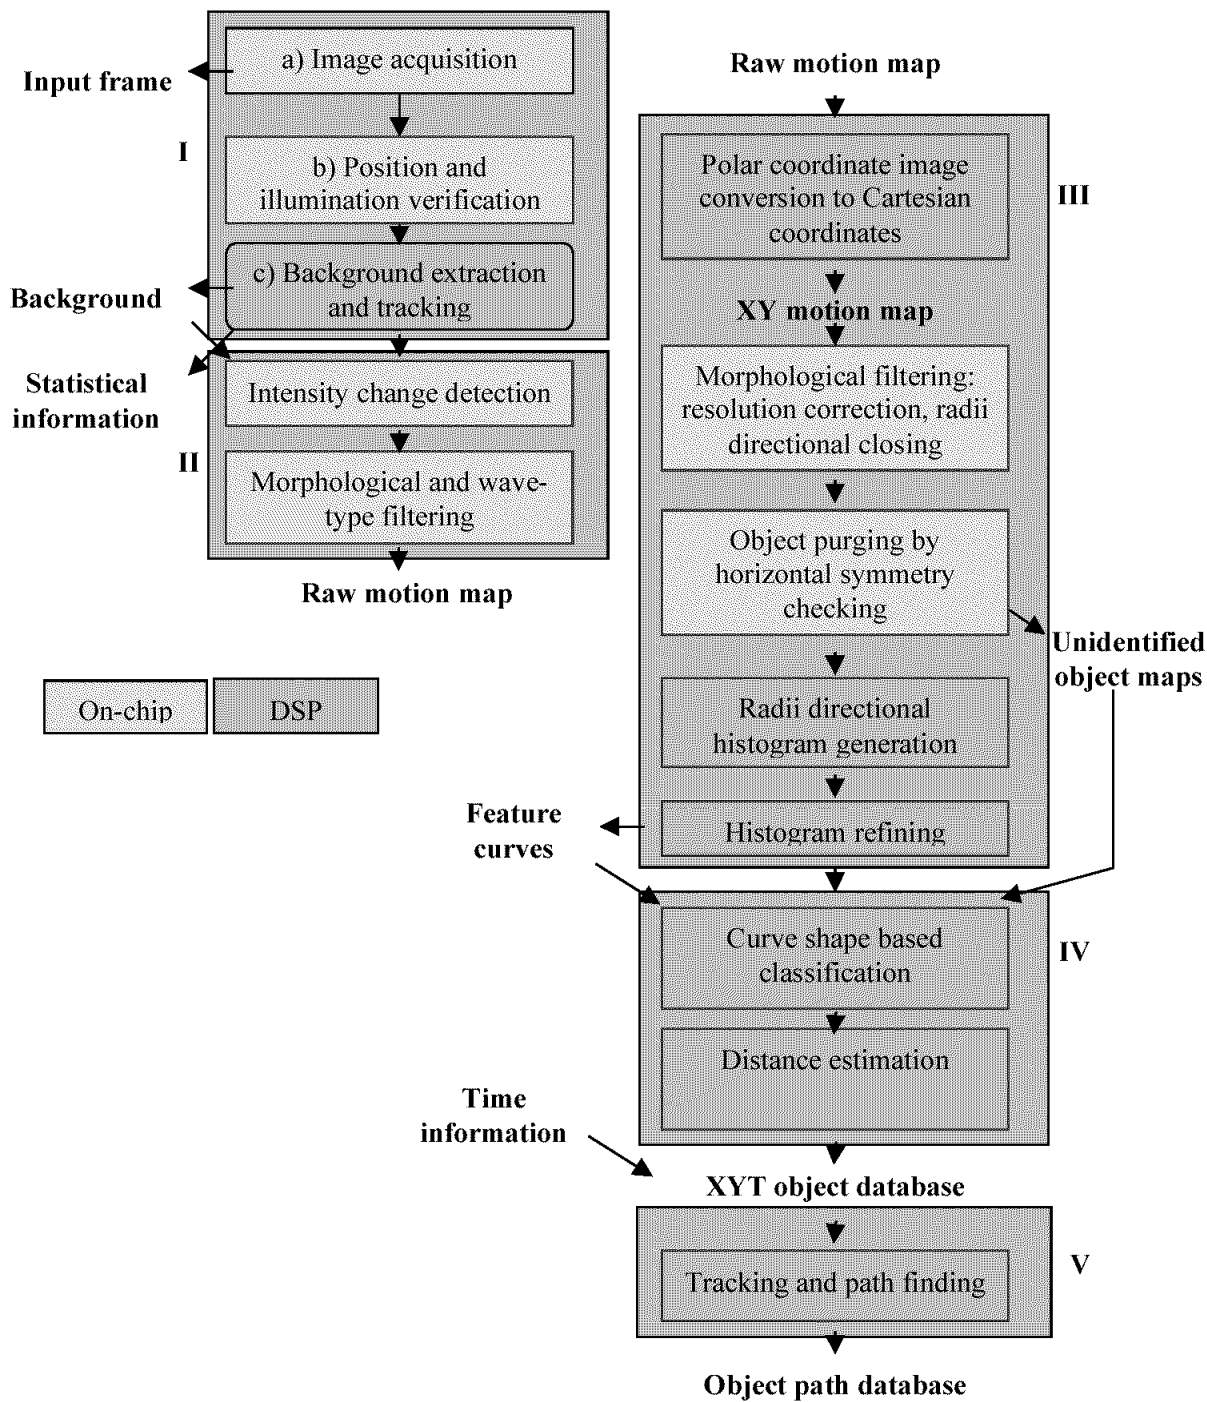 a) Image acquisition
Input frame
I
b) Position and
illumination verification
c) Background extraction
and tracking
Background
Statistical
information
Intensity change detection
II
Morphological and wave-
type filtering
Raw motion map
On-chip
DSP
Raw motion map
Polar coordinate image
conversion to Cartesian
coordinates
III
XY motion map
Morphological filtering:
resolution correction, radii
directional closing
Object purging by
horizontal symmetry
checking
Unidentified
object maps
Radii directional
histogram generation
Feature
curves
Histogram refining
Curve shape based
classification
IV
Distance estimation
Time
information
XYT object database
V
Tracking and path finding
Object path database